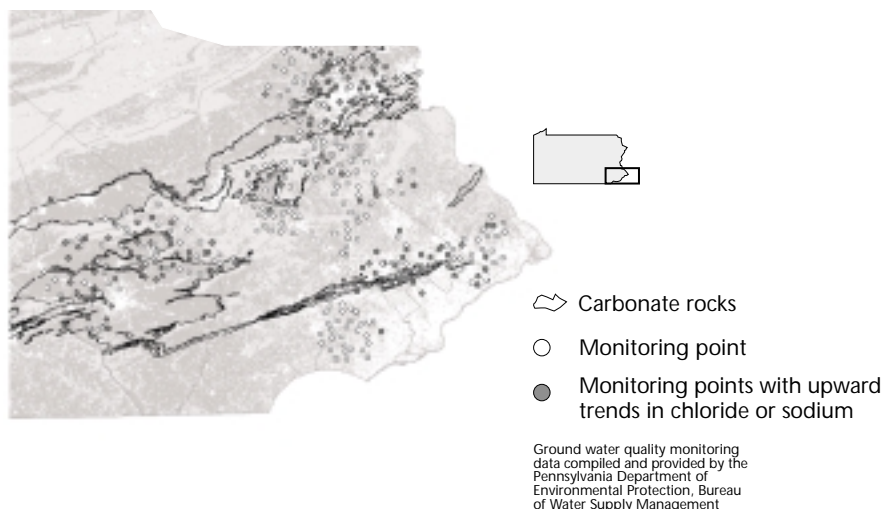 Carbonate rocks
Monitoring point
Monitoring points with upward
trends in chloride or sodium
Ground water quality monitoring
data compiled and provided by the
Pennsylvania Department of
Environmental Protection, Bureau
of Water Supply Management